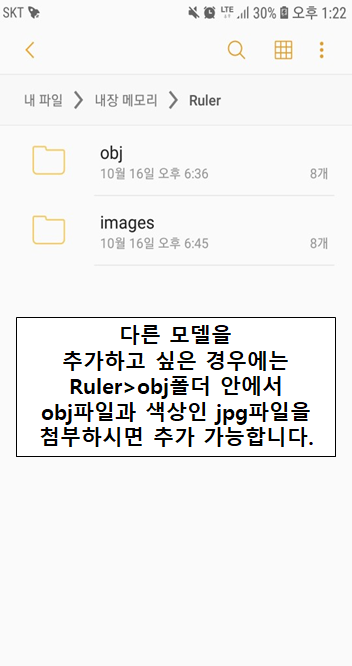 SKT LTE 30% 오후 1:22
내 파일 > 내장 메모리 > Ruler
obj
10월 16일 오후 6:36 8개
images
10월 16일 오후 6:45 8개
다른 모델을
추가하고 싶은 경우에는
Ruler>obj폴더 안에서
obj파일과 색상인 jpg파일을
첨부하시면 추가 가능합니다.